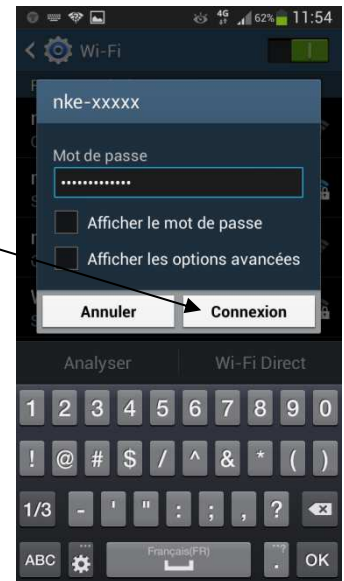 4G 62% 11:54
Wi-Fi
nke-xxxxx
Mot de passe
•••••••••••••
Afficher le mot de passe
Afficher les options avancées
Annuler Connexion
Analyser Wi-Fi Direct
1 2 3 4 5 6 7 8 9 0
! @ # $ / ^ & * ( )
1/3 - ' " : ; , ?
ABC Français(FR) . OK